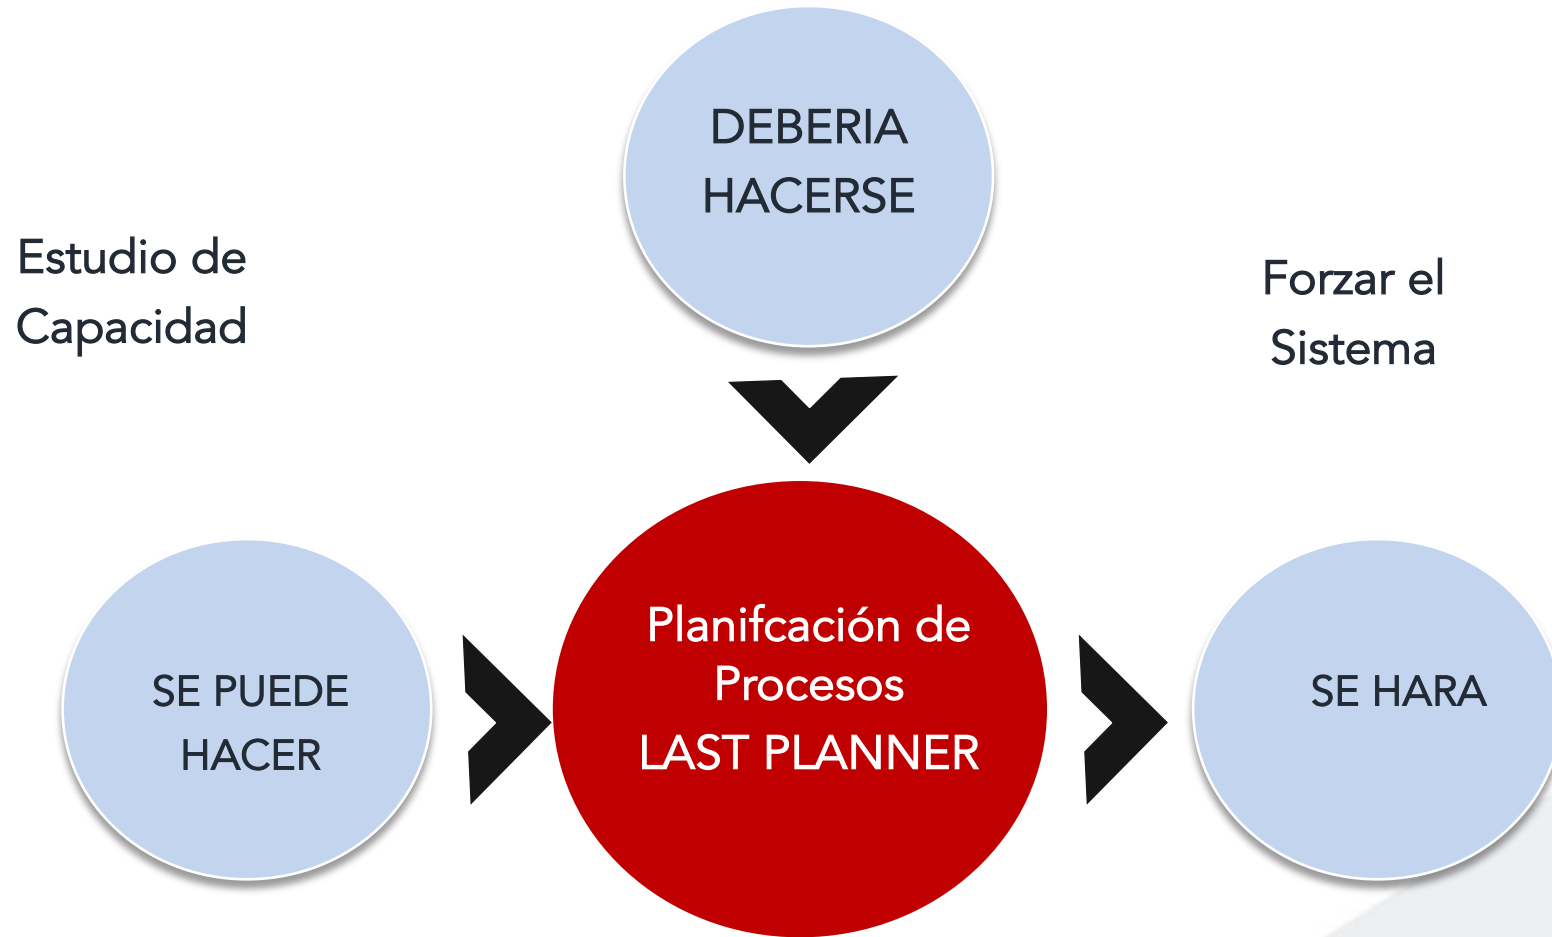 DEBERIA
HACERSE
Estudio de
Capacidad
Forzar el
Sistema
SE PUEDE
HACER
Planifcación de
Procesos
LAST PLANNER
SE HARA